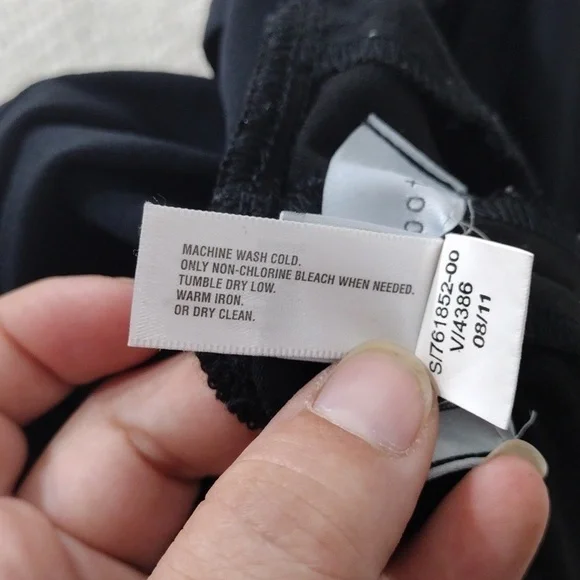 MACHINE WASH COLD.
ONLY NON-CHLORINE BLEACH WHEN NEEDED.
TUMBLE DRY LOW.
WARM IRON.
OR DRY CLEAN.
S/761852-00
V/4386
08/11